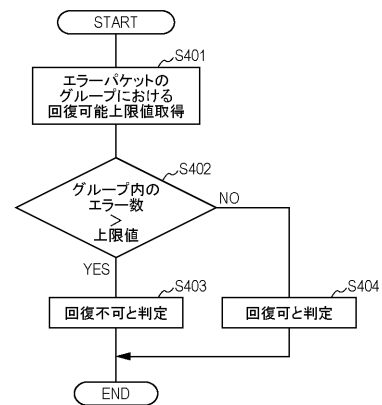 START
S401
エラーパケットの
グループにおける
回復可能上限値取得
S402
グループ内の
エラー数
>
上限値
NO
YES
S403
回復不可と判定
S404
回復可と判定
END